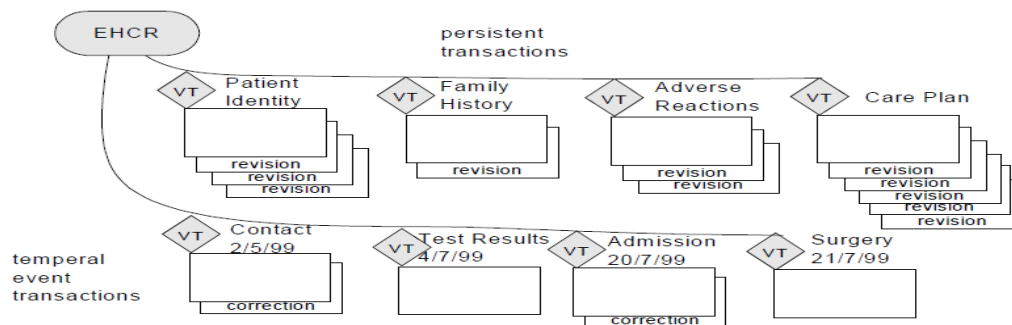 EHCR
persistent
transactions
VT
Patient
Identity
VT
Family
History
VT
Adverse
Reactions
VT
Care Plan
revision
revision
revision
revision
revision
revision
revision
revision
revision
revision
revision
VT
Contact
2/5/99
VT
Test Results
4/7/99
VT
Admission
20/7/99
VT
Surgery
21/7/99
temperal
event
transactions
correction
correction